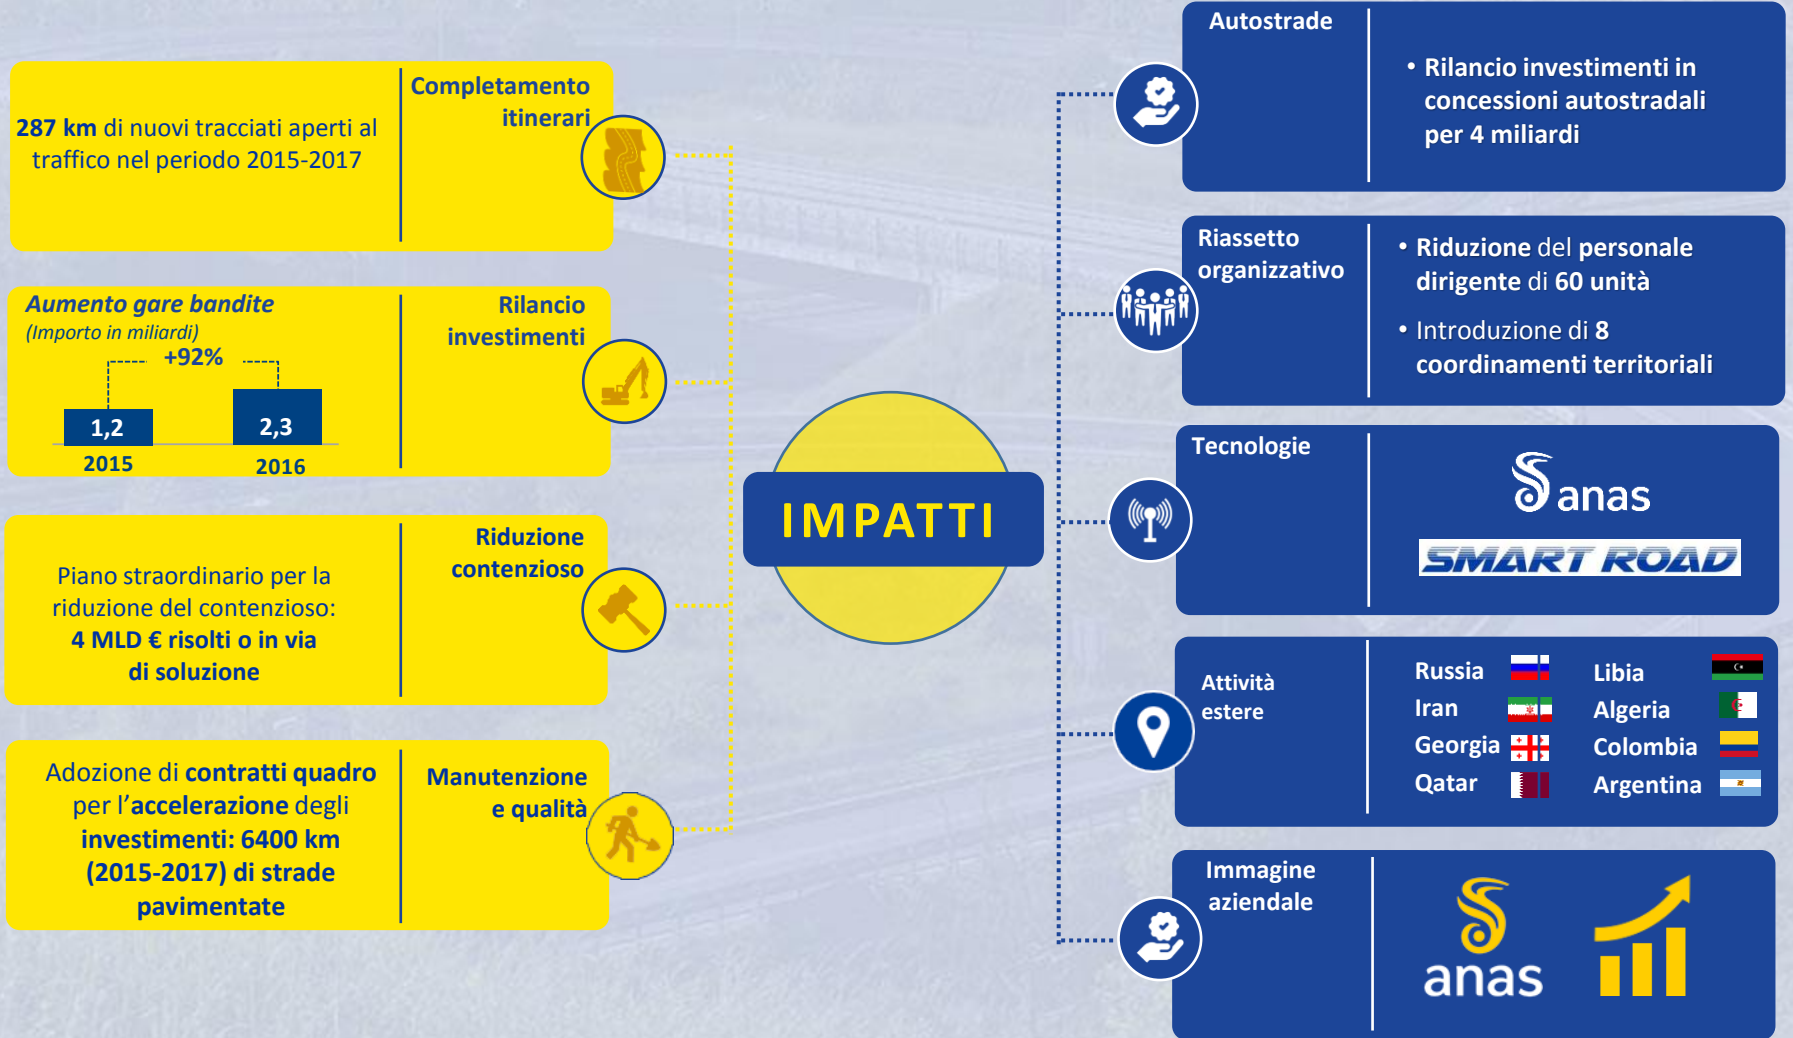 Completamento
itinerari
287 km di nuovi tracciati aperti al
traffico nel periodo 2015-2017
Aumento gare bandite
(Importo in miliardi)
+92%
1,2
2,3
2015
2016
Rilancio
investimenti
Riduzione
contenzioso
Piano straordinario per la
riduzione del contenzioso:
4 MLD € risolti o in via
di soluzione
Adozione di contratti quadro
per l'accelerazione degli
investimenti: 6400 km
(2015-2017) di strade
pavimentate
Manutenzione
e qualità
IMPATTI
Autostrade
• Rilancio investimenti in
concessioni autostradali
per 4 miliardi
Riassetto
organizzativo
• Riduzione del personale
dirigente di 60 unità
• Introduzione di 8
coordinamenti territoriali
Tecnologie
anas
SMART ROAD
Attività
estere
Russia
Iran
Georgia
Qatar
Libia
Algeria
Colombia
Argentina
Immagine
aziendale
anas